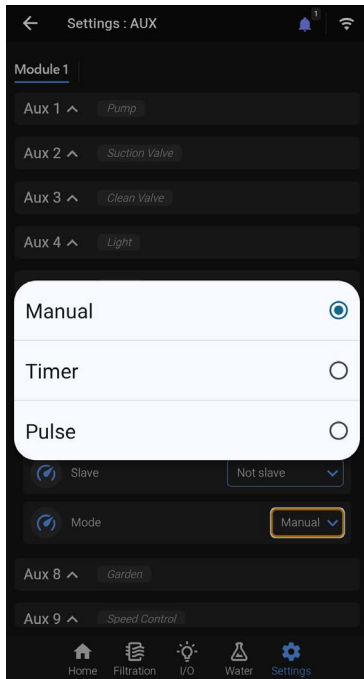 Settings : AUX
1
Module 1
Aux 1 Pump
Aux 2 Suction Valve
Aux 3 Clean Valve
Aux 4 Light
Manual
Timer
Pulse
Slave Not slave
Mode Manual
Aux 8 Garden
Aux 9 Speed Control
Home Filtration I/O Water Settings